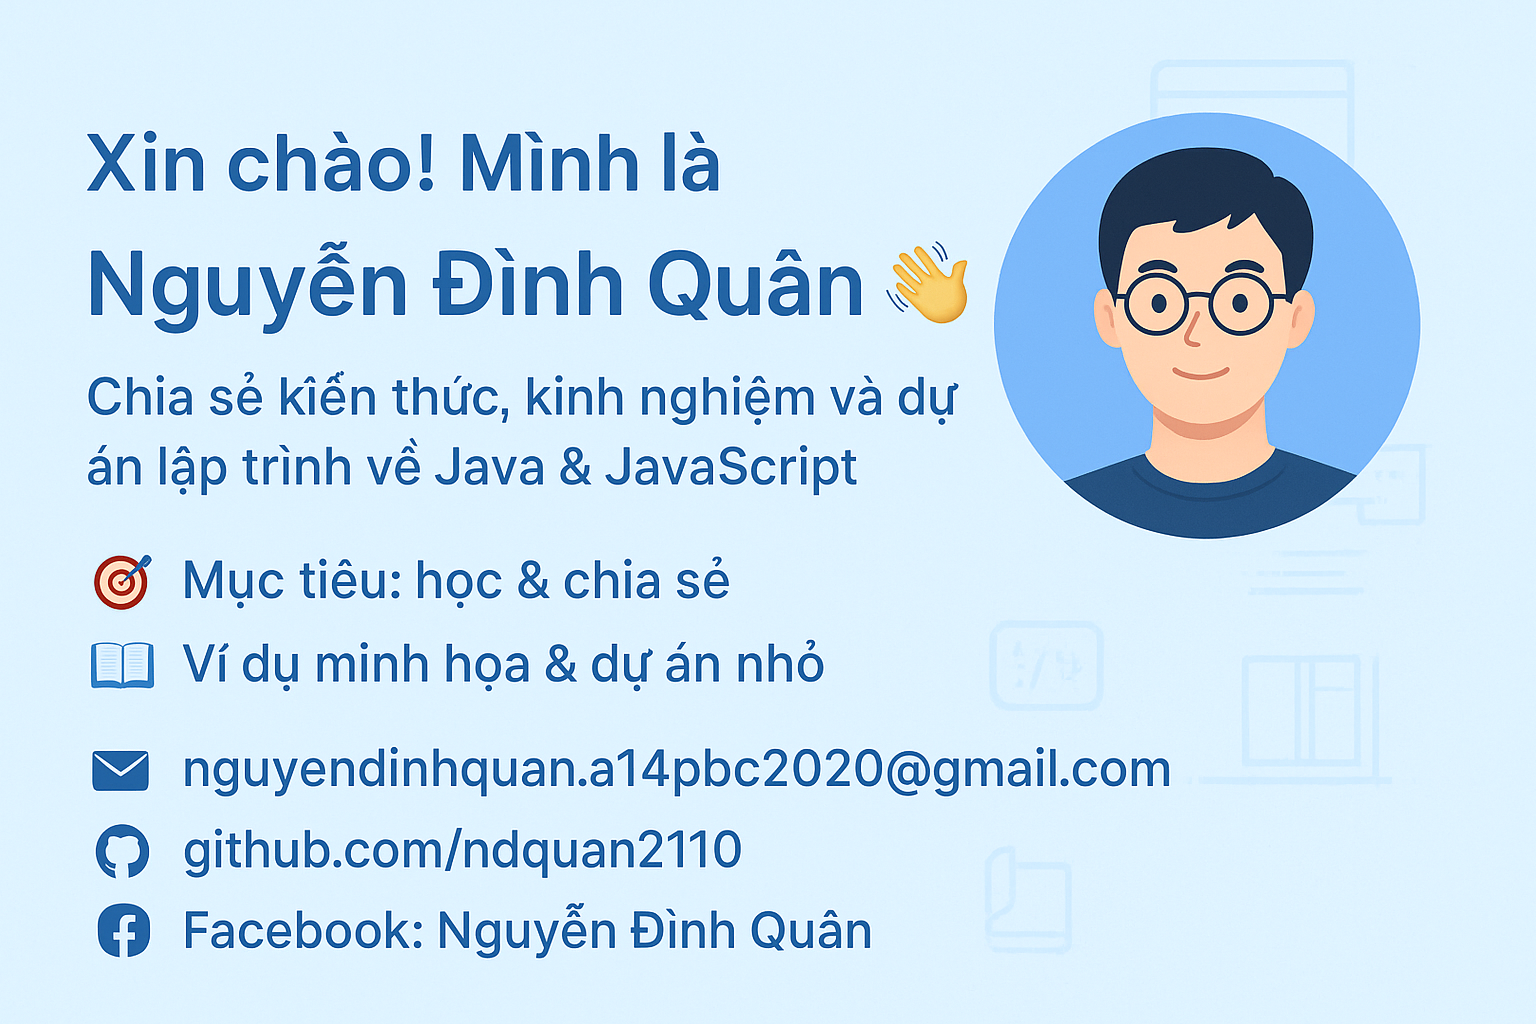 Xin chào! Mình là
Nguyễn Đình Quân
Chia sẻ kiến thức, kinh nghiệm và dự
án lập trình về Java & JavaScript
Mục tiêu: học & chia sẻ
Ví dụ minh họa & dự án nhỏ
nguyendinhquan.a14pbc2020@gmail.com
github.com/ndquan2110
Facebook: Nguyễn Đình Quân